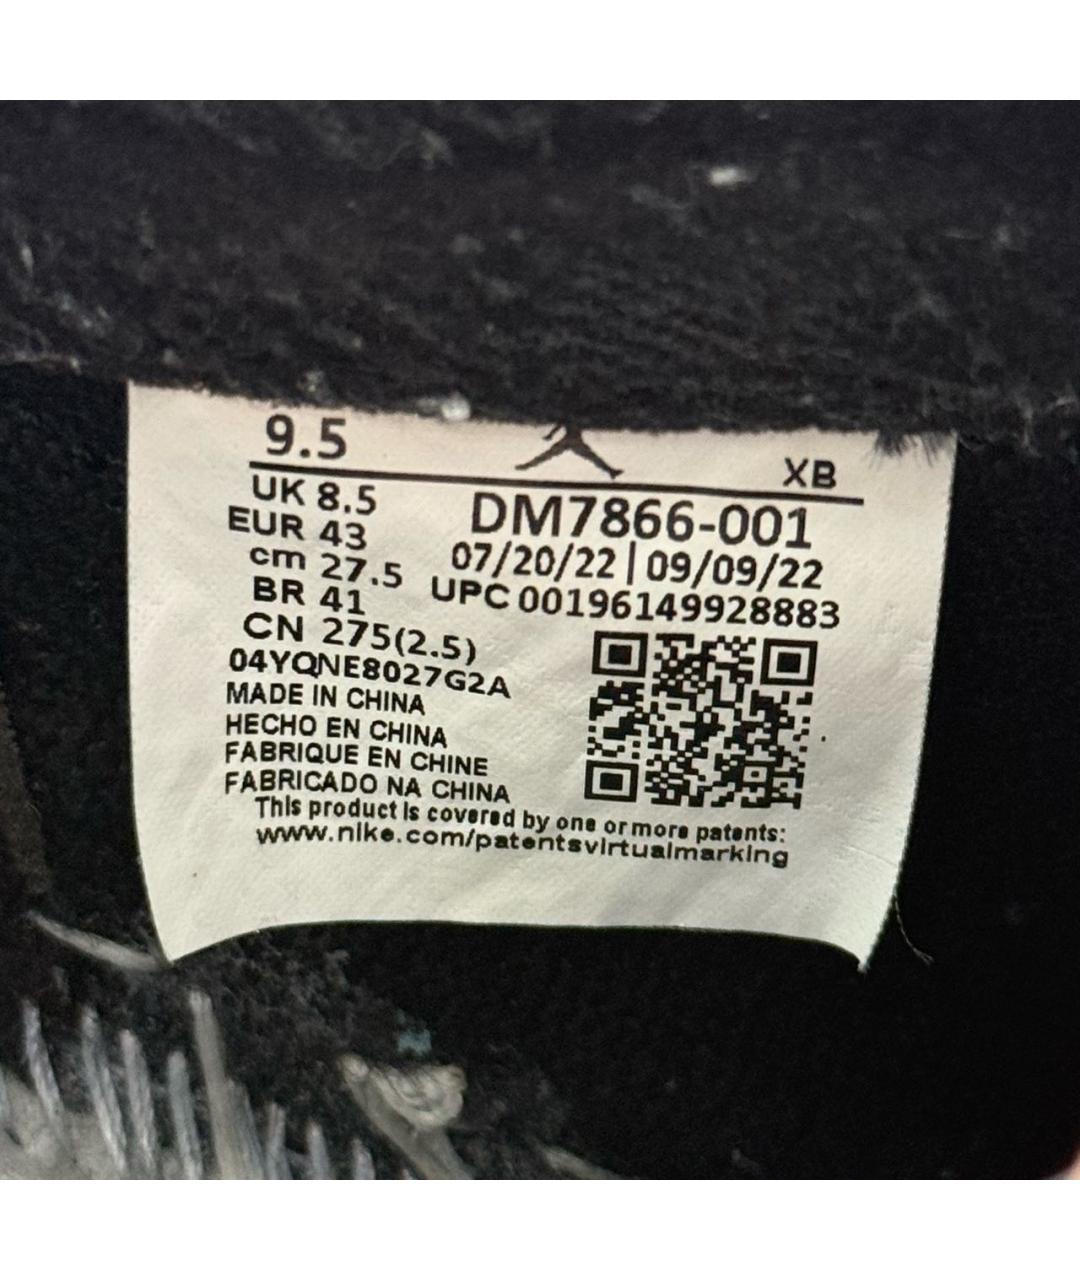 9.5
XB
UK 8.5
DM7866-001
EUR 43
07/20/22 | 09/09/22
cm 27.5
UPC 00196149928883
BR 41
CN 275(2.5)
04YQNE8027G2A
MADE IN CHINA
HECHO EN CHINA
FABRIQUE EN CHINE
FABRICADO NA CHINA
This product is covered by one or more patents:
www.nike.com/patentsvirtualmarking